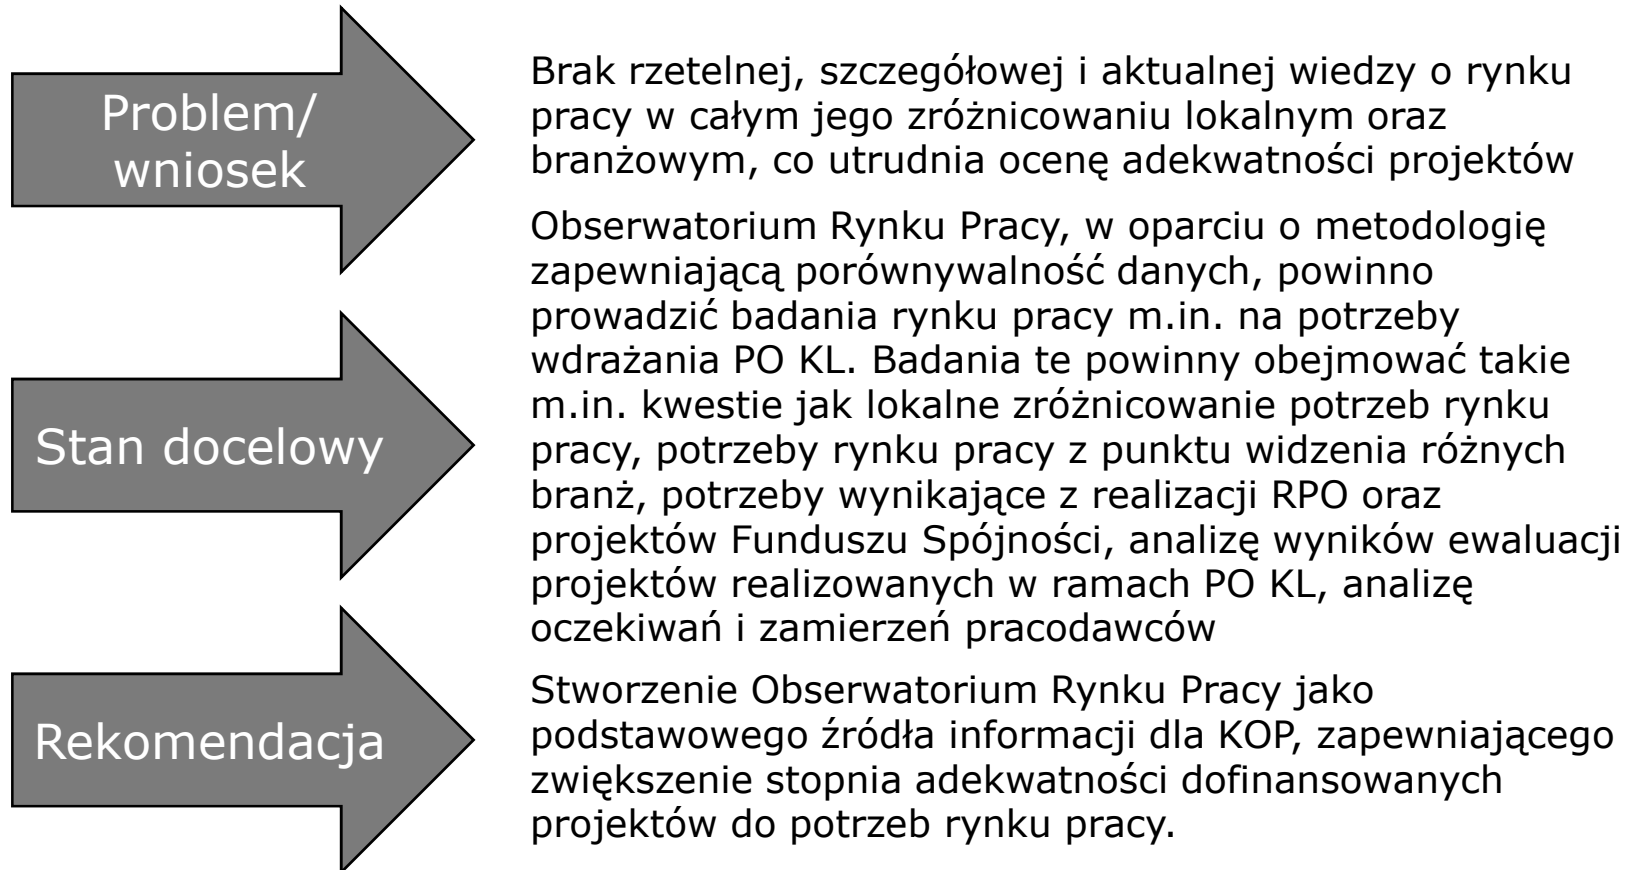 Problem/
wniosek
Brak rzetelnej, szczegółowej i aktualnej wiedzy o rynku
pracy w całym jego zróżnicowaniu lokalnym oraz
branżowym, co utrudnia ocenę adekwatności projektów
Stan docelowy
Obserwatorium Rynku Pracy, w oparciu o metodologię
zapewniającą porównywalność danych, powinno
prowadzić badania rynku pracy m.in. na potrzeby
wdrażania PO KL. Badania te powinny obejmować takie
m.in. kwestie jak lokalne zróżnicowanie potrzeb rynku
pracy, potrzeby rynku pracy z punktu widzenia różnych
branż, potrzeby wynikające z realizacji RPO oraz
projektów Funduszu Spójności, analizę wyników ewaluacji
projektów realizowanych w ramach PO KL, analizę
oczekiwań i zamierzeń pracodawców
Rekomendacja
Stworzenie Obserwatorium Rynku Pracy jako
podstawowego źródła informacji dla KOP, zapewniającego
zwiększenie stopnia adekwatności dofinansowanych
projektów do potrzeb rynku pracy.